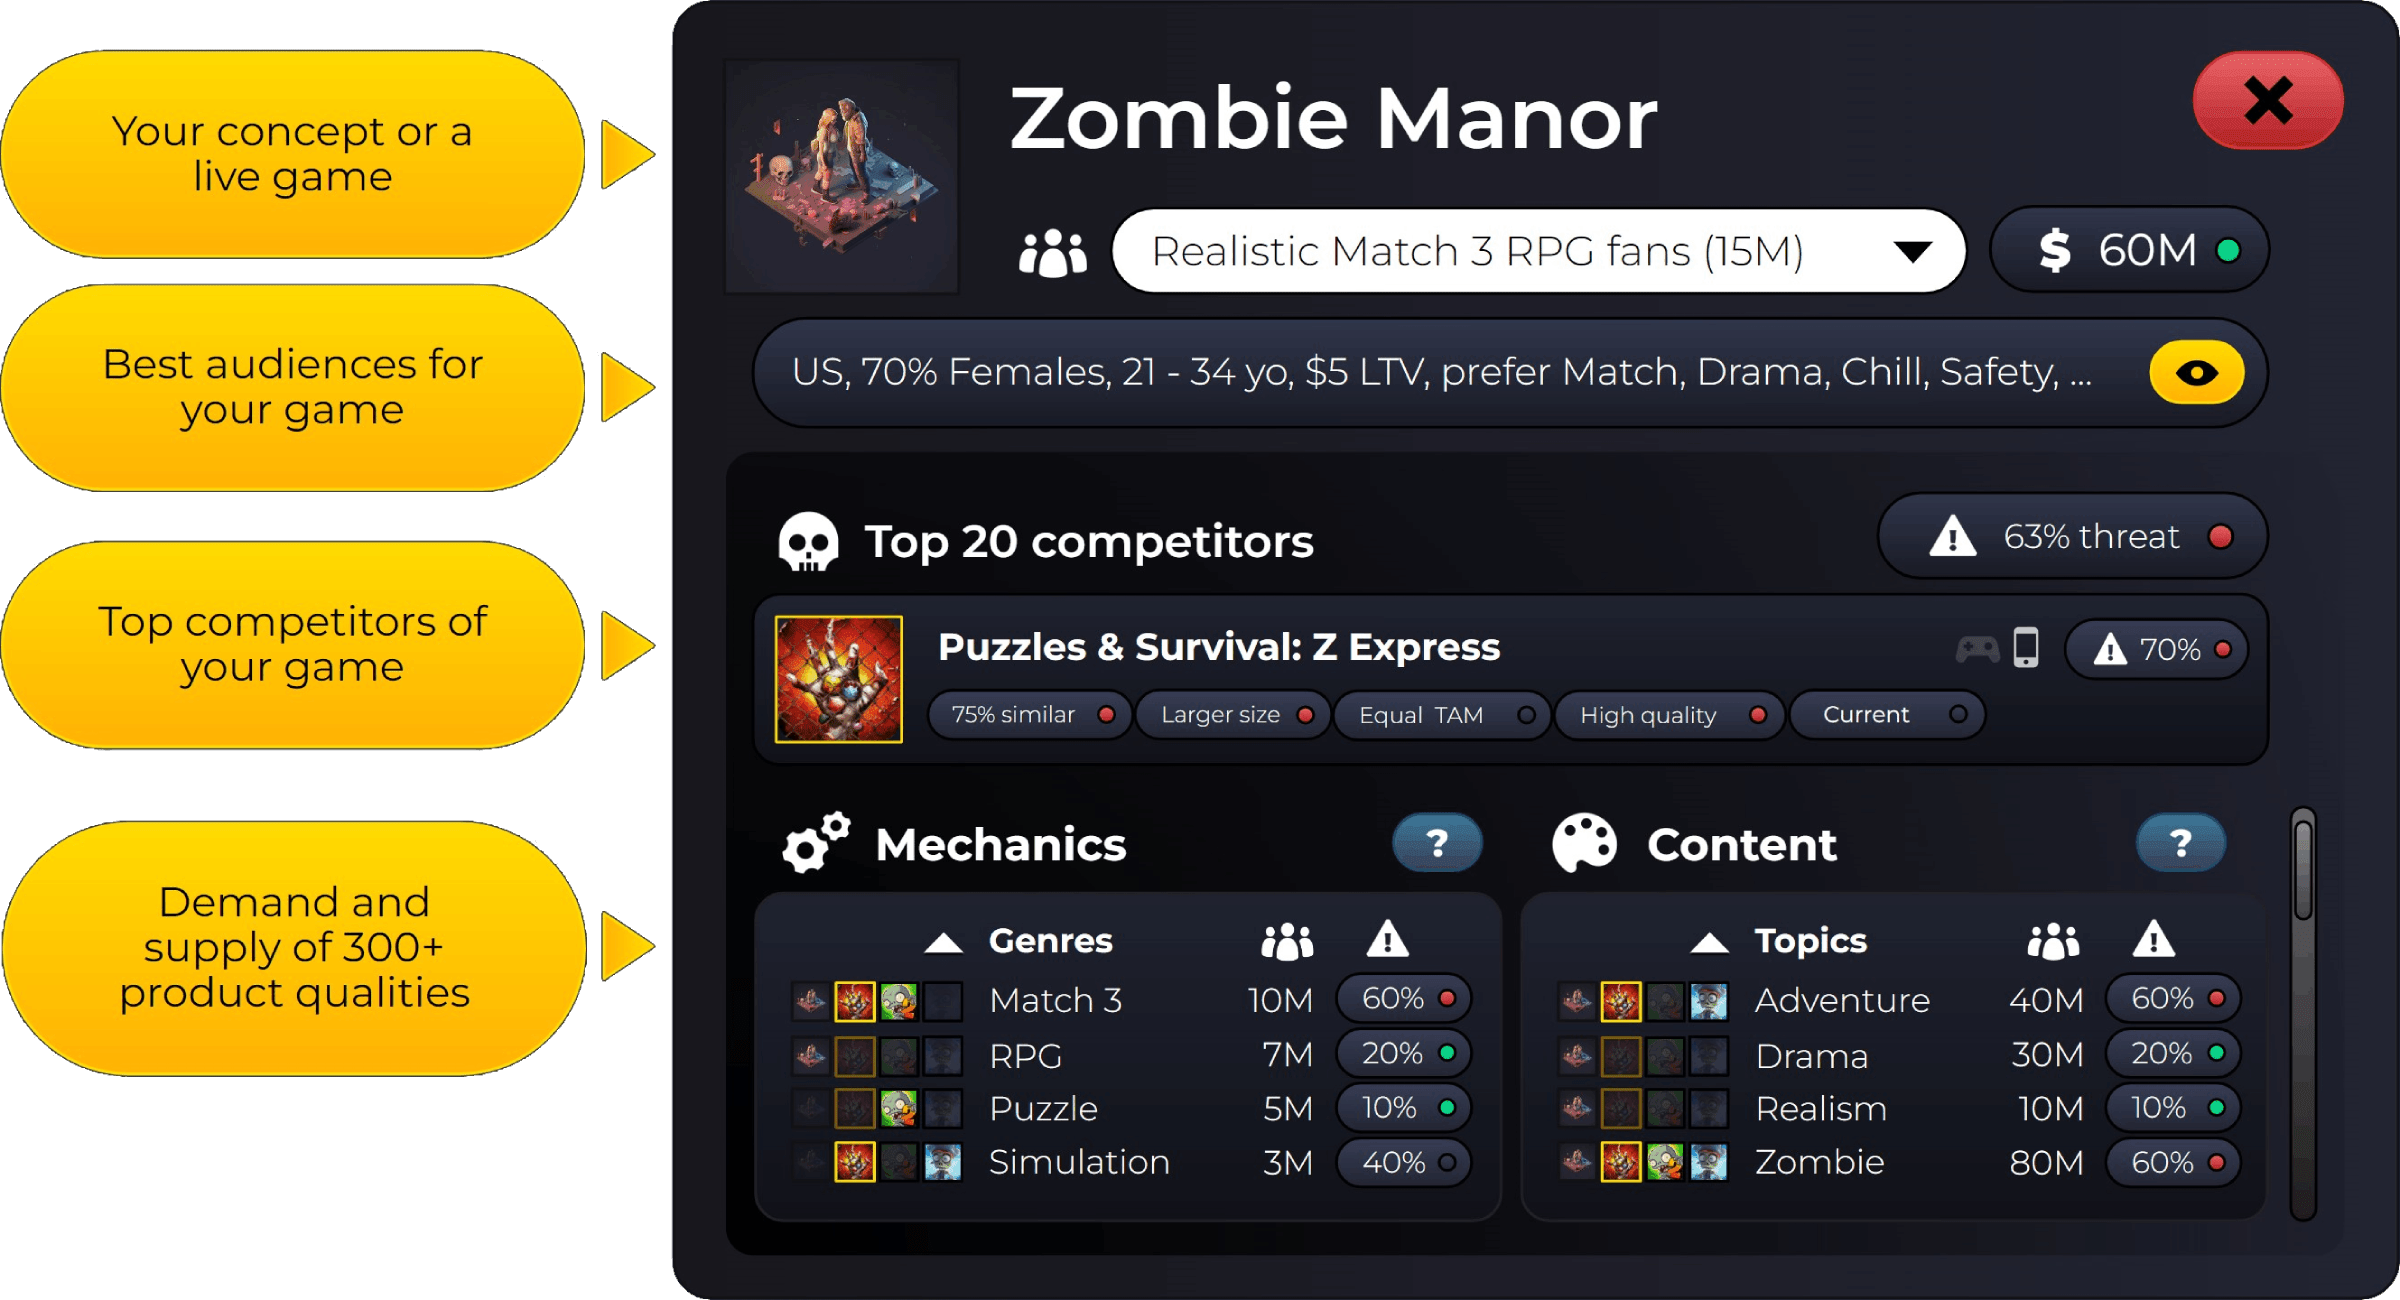 Your concept or a
live game
Best audiences for
your game
Top competitors of
your game
Demand and
supply of 300+
product qualities
Zombie Manor
Realistic Match 3 RPG fans (15M)
$ 60M
US, 70% Females, 21 - 34 yo, $5 LTV, prefer Match, Drama, Chill, Safety, ...
Top 20 competitors
63% threat
Puzzles & Survival: Z Express
70%
75% similar
Larger size
Equal TAM
High quality
Current
Mechanics
?
Genres
Match 3 10M 60%
RPG 7M 20%
Puzzle 5M 10%
Simulation 3M 40%
Content
?
Topics
Adventure 40M 60%
Drama 30M 20%
Realism 10M 10%
Zombie 80M 60%